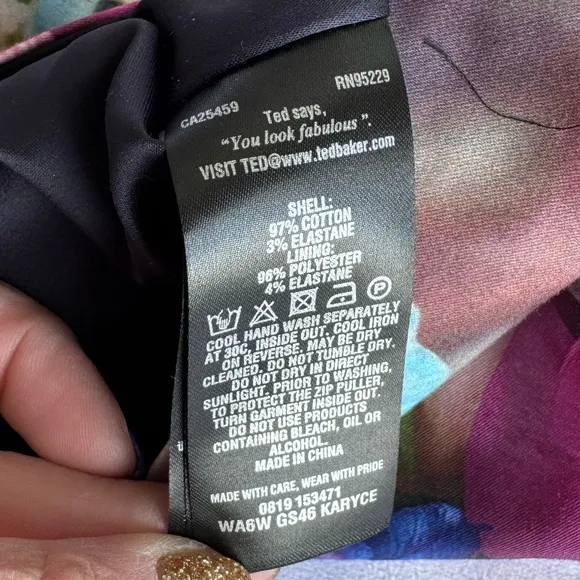 CA25459 RN95229
Ted says,
"You look fabulous".
VISIT TED@www.tedbaker.com
SHELL:
97% COTTON
3% ELASTANE
LINING:
96% POLYESTER
4% ELASTANE
P
COOL HAND WASH SEPARATELY
AT 30C, INSIDE OUT. COOL IRON
ON REVERSE. MAY BE DRY
CLEANED. DO NOT TUMBLE DRY.
DO NOT DRY IN DIRECT
SUNLIGHT. PRIOR TO WASHING,
TO PROTECT THE ZIP PULLER,
TURN GARMENT INSIDE OUT.
DO NOT USE PRODUCTS
CONTAINING BLEACH, OIL OR
ALCOHOL.
MADE IN CHINA
MADE WITH CARE, WEAR WITH PRIDE
0819 153471
WA6W GS46 KARYCE